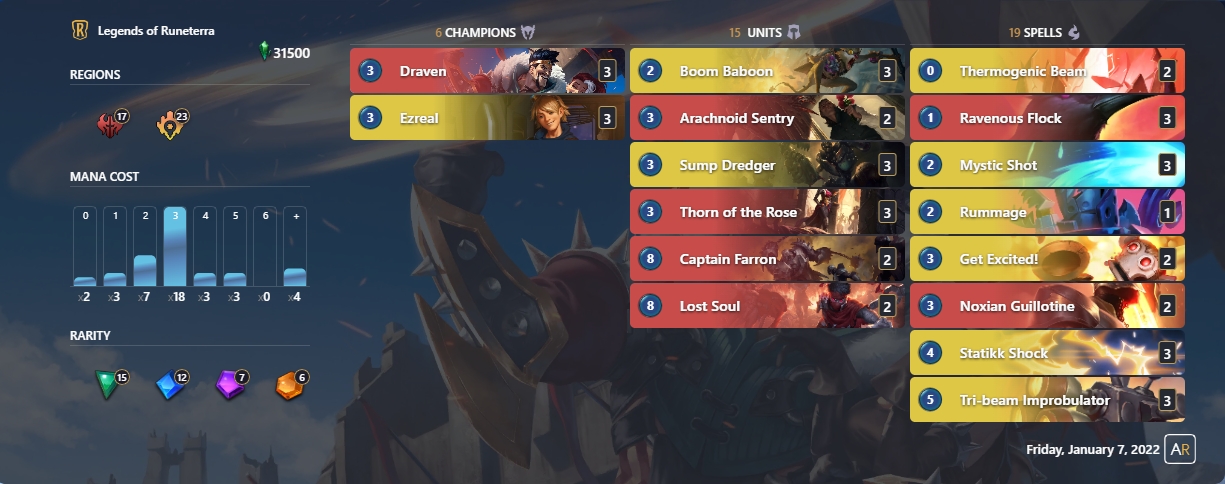 Legends of Runeterra
31500
REGIONS
17
23
MANA COST
0 1 2 3 4 5 6 +
x2 x3 x7 x18 x3 x3 x0 x4
RARITY
15
12
7
6
6 CHAMPIONS
3 Draven 3
3 Ezreal 3
15 UNITS
2 Boom Baboon 3
3 Arachnoid Sentry 2
3 Sump Dredger 3
3 Thorn of the Rose 3
8 Captain Farron 2
8 Lost Soul 2
19 SPELLS
0 Thermogenic Beam 2
1 Ravenous Flock 3
2 Mystic Shot 3
2 Rummage 1
3 Get Excited! 2
3 Noxian Guillotine 2
4 Statikk Shock 3
5 Tri-beam Improbulator 3
Friday, January 7, 2022 AR